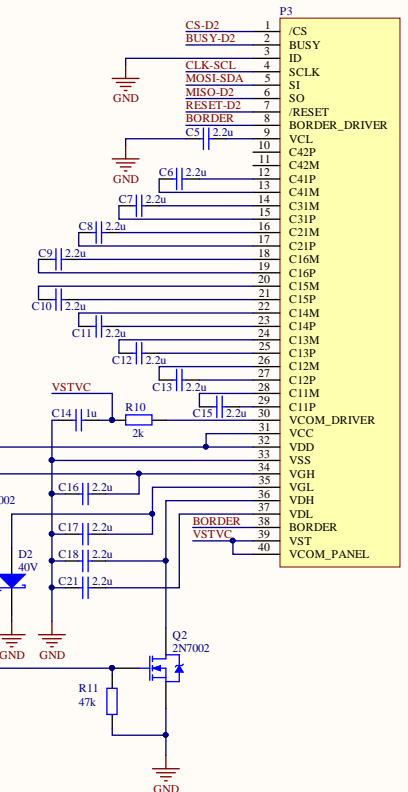 P3
CS-D2 1 /CS
BUSY-D2 2 BUSY
3 ID
CLK-SCL 4 SCLK
MOSI-SDA 5 SI
GND
MISO-D2 6 SO
RESET-D2 7 /RESET
BORDER 8 BORDER_DRIVER
C5 2.2u 9 VCL
10 C42P
11 C42M
GND
C6 2.2u 12 C41P
13 C41M
C7 2.2u 14 C31M
15 C31P
C8 2.2u 16 C21M
17 C21P
C9 2.2u 18 C16M
19 C16P
20 C15M
C10 2.2u 21 C15P
22 C14M
C11 2.2u 23 C14P
24 C13M
C12 2.2u 25 C13P
26 C12M
C13 2.2u 27 C12P
VSTVC 28 C11M
C15 2.2u 29 C11P
C14 1u R10 30 VCOM_DRIVER
2k 31 VCC
32 VDD
33 VSS
34 VGH
C16 2.2u 35 VGL
002 36 VDH
37 VDL
C17 2.2u BORDER 38 BORDER
VSTVC 39 VST
40 VCOM_PANEL
D2 C18 2.2u
40V
C21 2.2u
Q2
2N7002
GND GND
R11
47k
GND